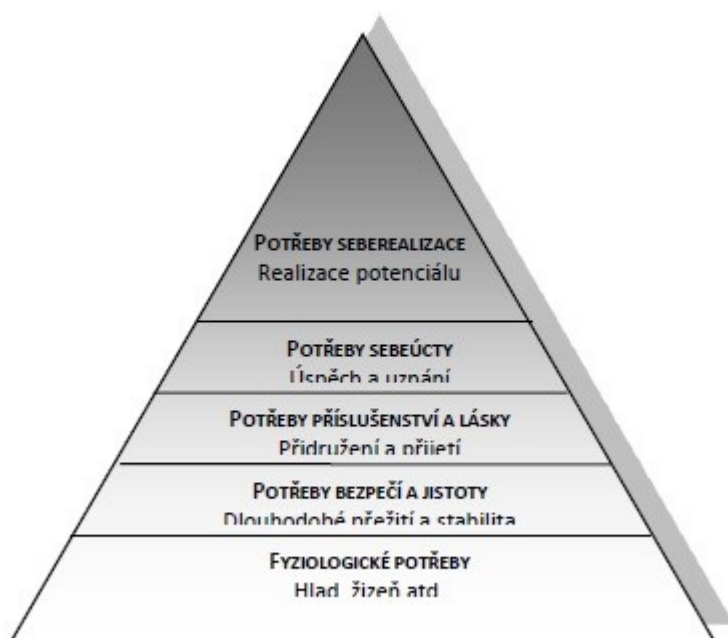 POTŘEBY SEBEREALIZACE
Realizace potenciálu
POTŘEBY SEBEÚCTY
Úspěch a uznání
POTŘEBY PŘÍSLUŠENSTVÍ A LÁSKY
Přidružení a přijetí
POTŘEBY BEZPEČÍ A JISTOTY
Dlouhodobé přežití a stabilita
FYZIOLOGICKÉ POTŘEBY
Hlad, žizeň atd